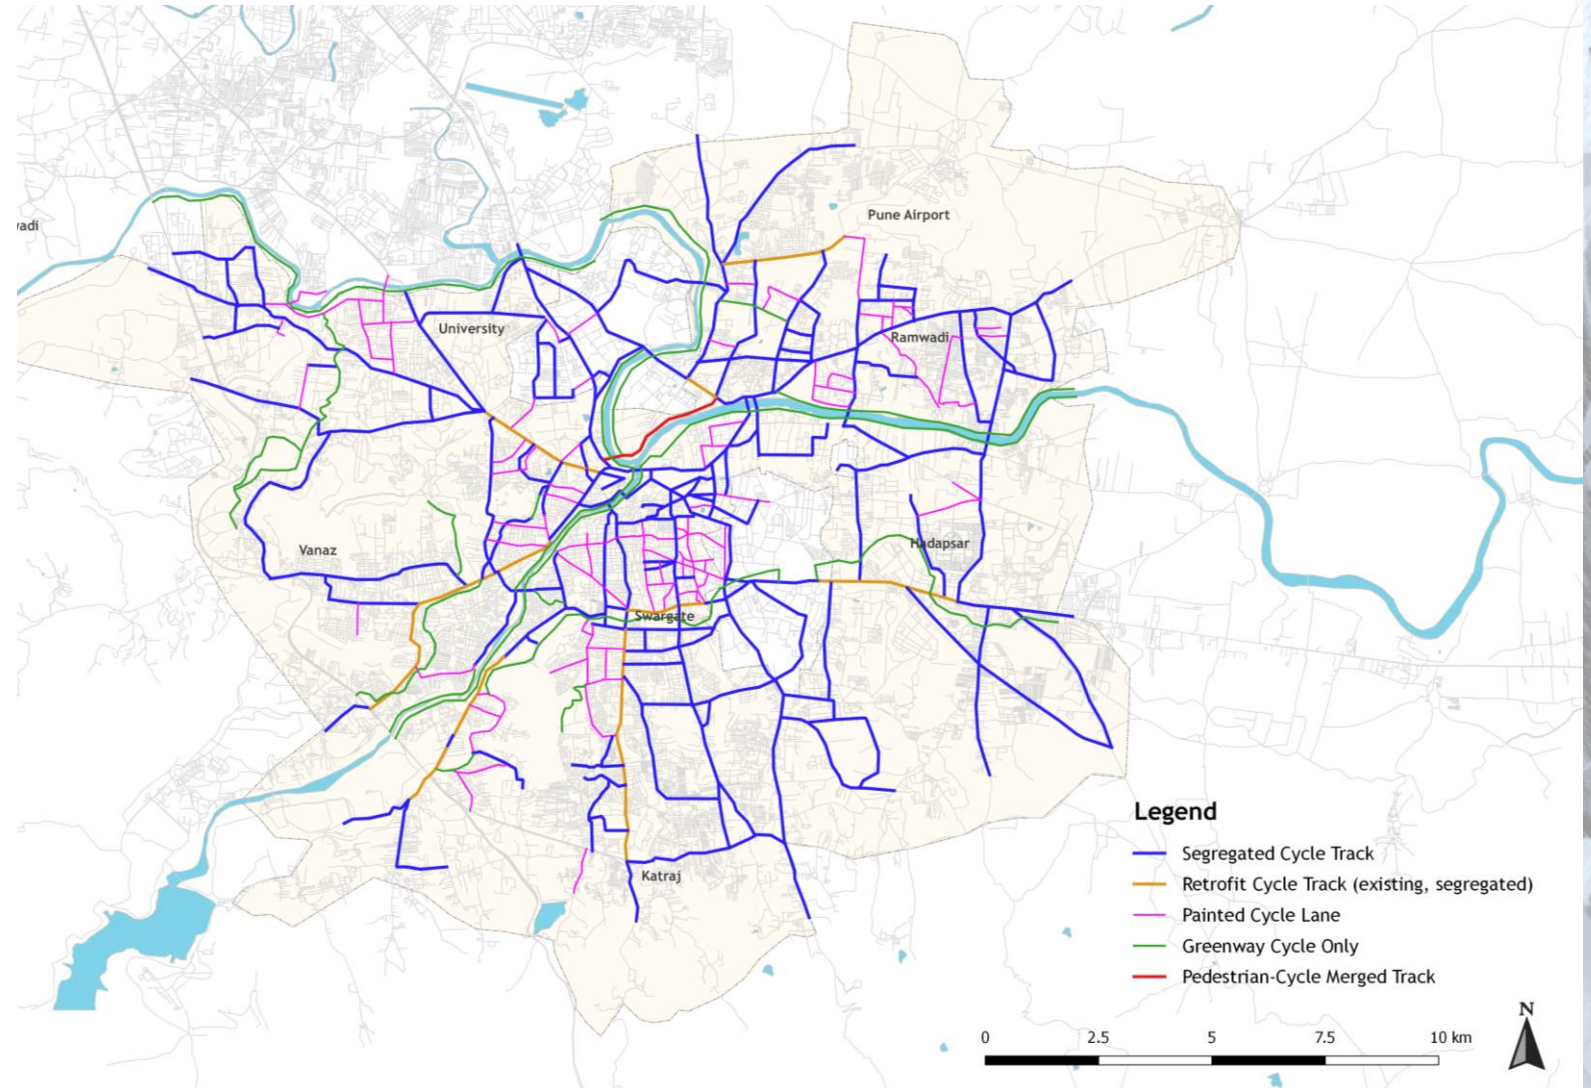 Pune Airport
vadi
University
Ramwadi
Vanaz
Hadapsar
Swargate
Katraj
Legend
Segregated Cycle Track
Retrofit Cycle Track (existing, segregated)
Painted Cycle Lane
Greenway Cycle Only
Pedestrian-Cycle Merged Track
N
0 2.5 5 7.5 10 km